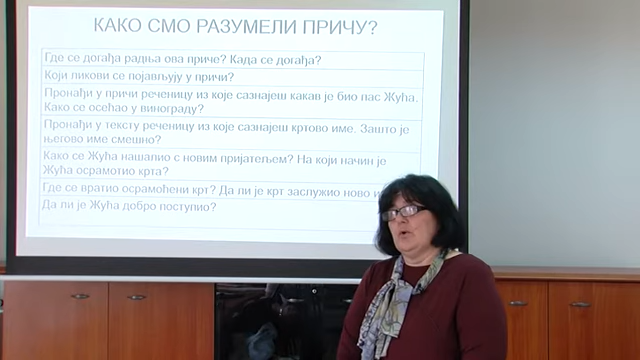 КАКО СМО РАЗУМЕЛИ ПРИЧУ?
Где се догађа радња ова приче? Када се догађа?
Који ликови се појављују у причи?
Пронађи у причи реченицу из које сазнајеш какав је био пас Жућа.
Како се осећао у винограду?
Пронађи у тексту реченицу из које сазнајеш кртово име. Зашто је
његово име смешно?
Како се Жућа нашалио с новим пријатељем? На који начин је
Жућа осрамотио крта?
Где се вратио осрамоћени крт? Да ли је крт заслужио ново
Да ли је Жућа добро поступио?